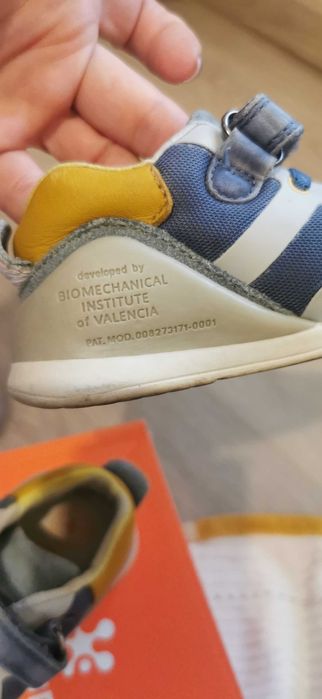 developed by
BIOMECHANICAL
INSTITUTE
of VALENCIA
PAT. MOD. 008273171-0001